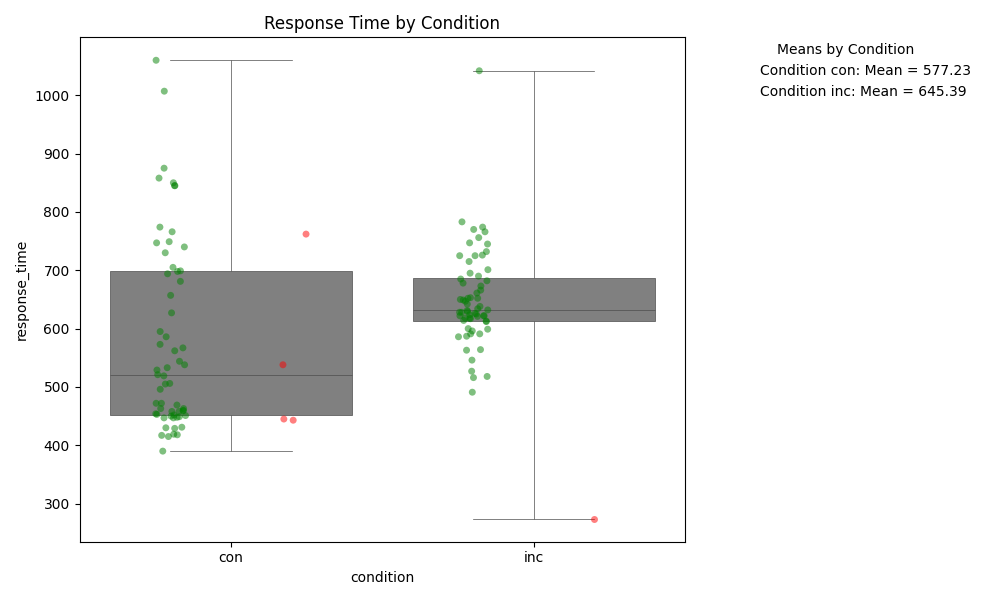 Response Time by Condition
Means by Condition
Condition con: Mean = 577.23
Condition inc: Mean = 645.39
response_time
1000
900
800
700
600
500
400
300
con
inc
condition